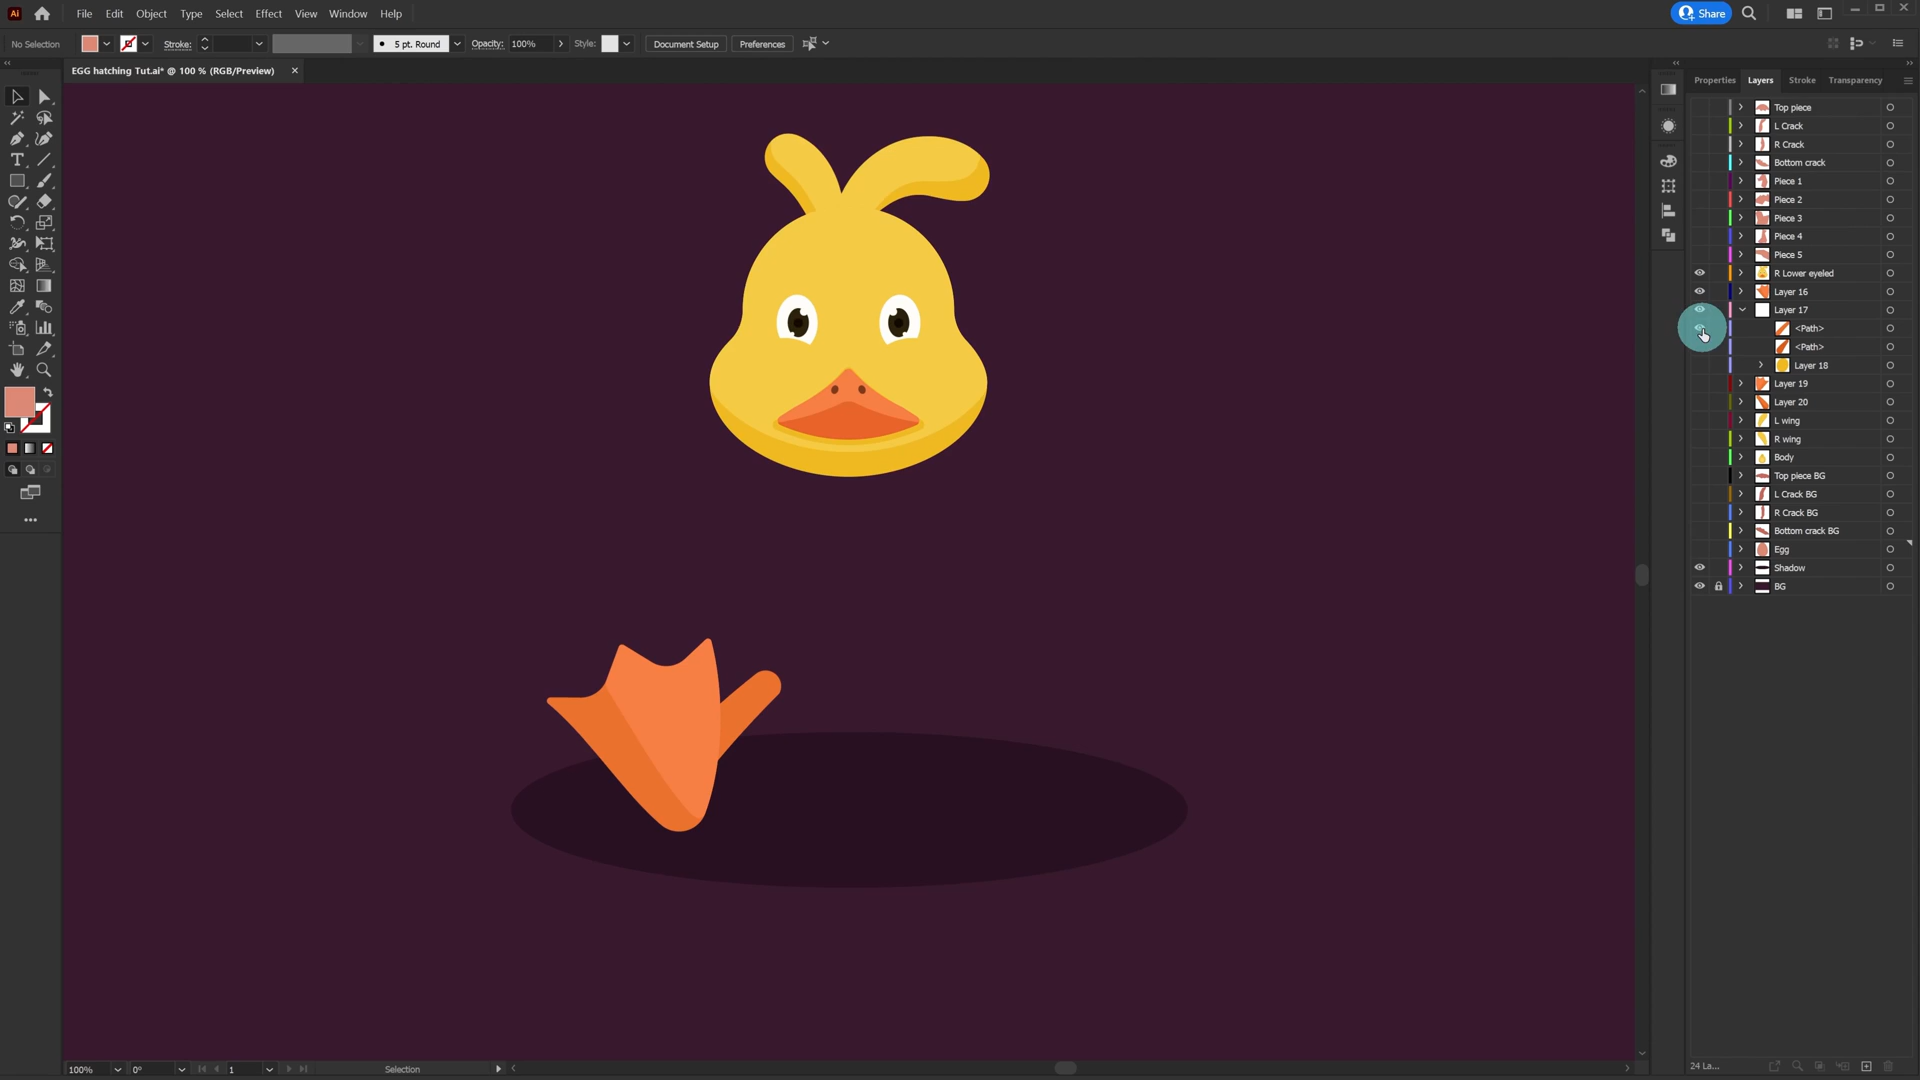 Ai File Edit Object Type Select Effect View Window Help Share
No Selection Stroke: 5 pt. Round Opacity: 100% Style: Document Setup Preferences
EGG hatching Tut.ai* @ 100 % (RGB/Preview)
Properties Layers Stroke Transparency
Top piece
L Crack
R Crack
Bottom crack
Piece 1
Piece 2
Piece 3
Piece 4
Piece 5
R Lower eyeled
Layer 16
Layer 17
<Path>
<Path>
Layer 18
Layer 19
Layer 20
L wing
R wing
Body
Top piece BG
L Crack BG
R Crack BG
Bottom crack BG
Egg
Shadow
BG
100% 0° 1 Selection 24 La...